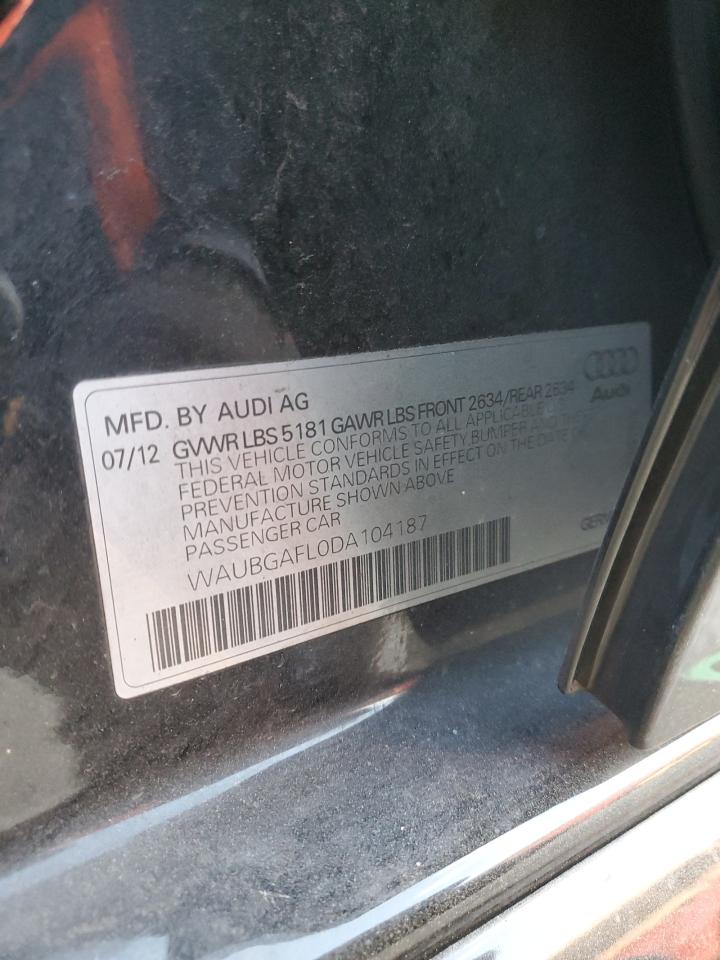 MFD. BY AUDI AG
Audi
07/12 GVWR LBS 5181 GAWR LBS FRONT 2634/REAR 2634
THIS VEHICLE CONFORMS TO ALL APPLICABLE
FEDERAL MOTOR VEHICLE SAFETY, BUMPER AND
PREVENTION STANDARDS IN EFFECT ON THE DATE
MANUFACTURE SHOWN ABOVE
PASSENGER CAR
WAUBGAFL0DA104187